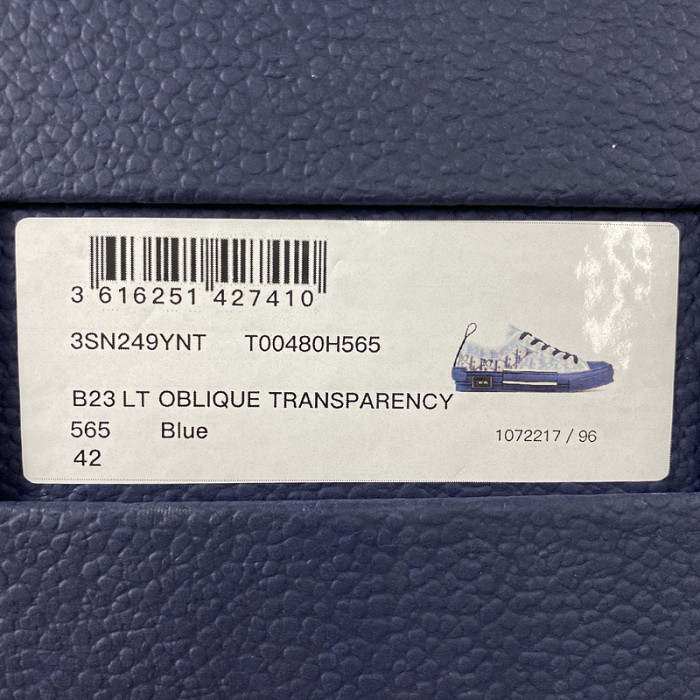 3 616251 427410
3SN249YNT T00480H565
B23 LT OBLIQUE TRANSPARENCY
565 Blue
1072217 / 96
42